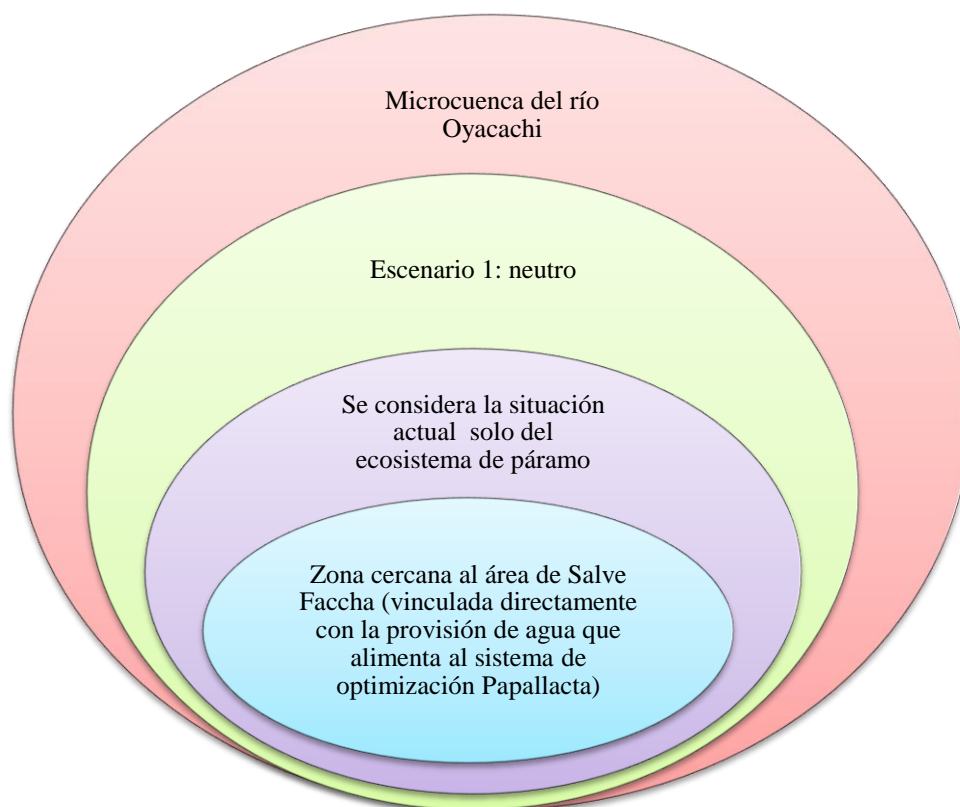 Microcuenca del río
Oyacachi
Escenario 1: neutro
Se considera la situación
actual solo del
ecosistema de páramo
Zona cercana al área de Salve
Faccha (vinculada directamente
con la provisión de agua que
alimenta al sistema de
optimización Papallacta)